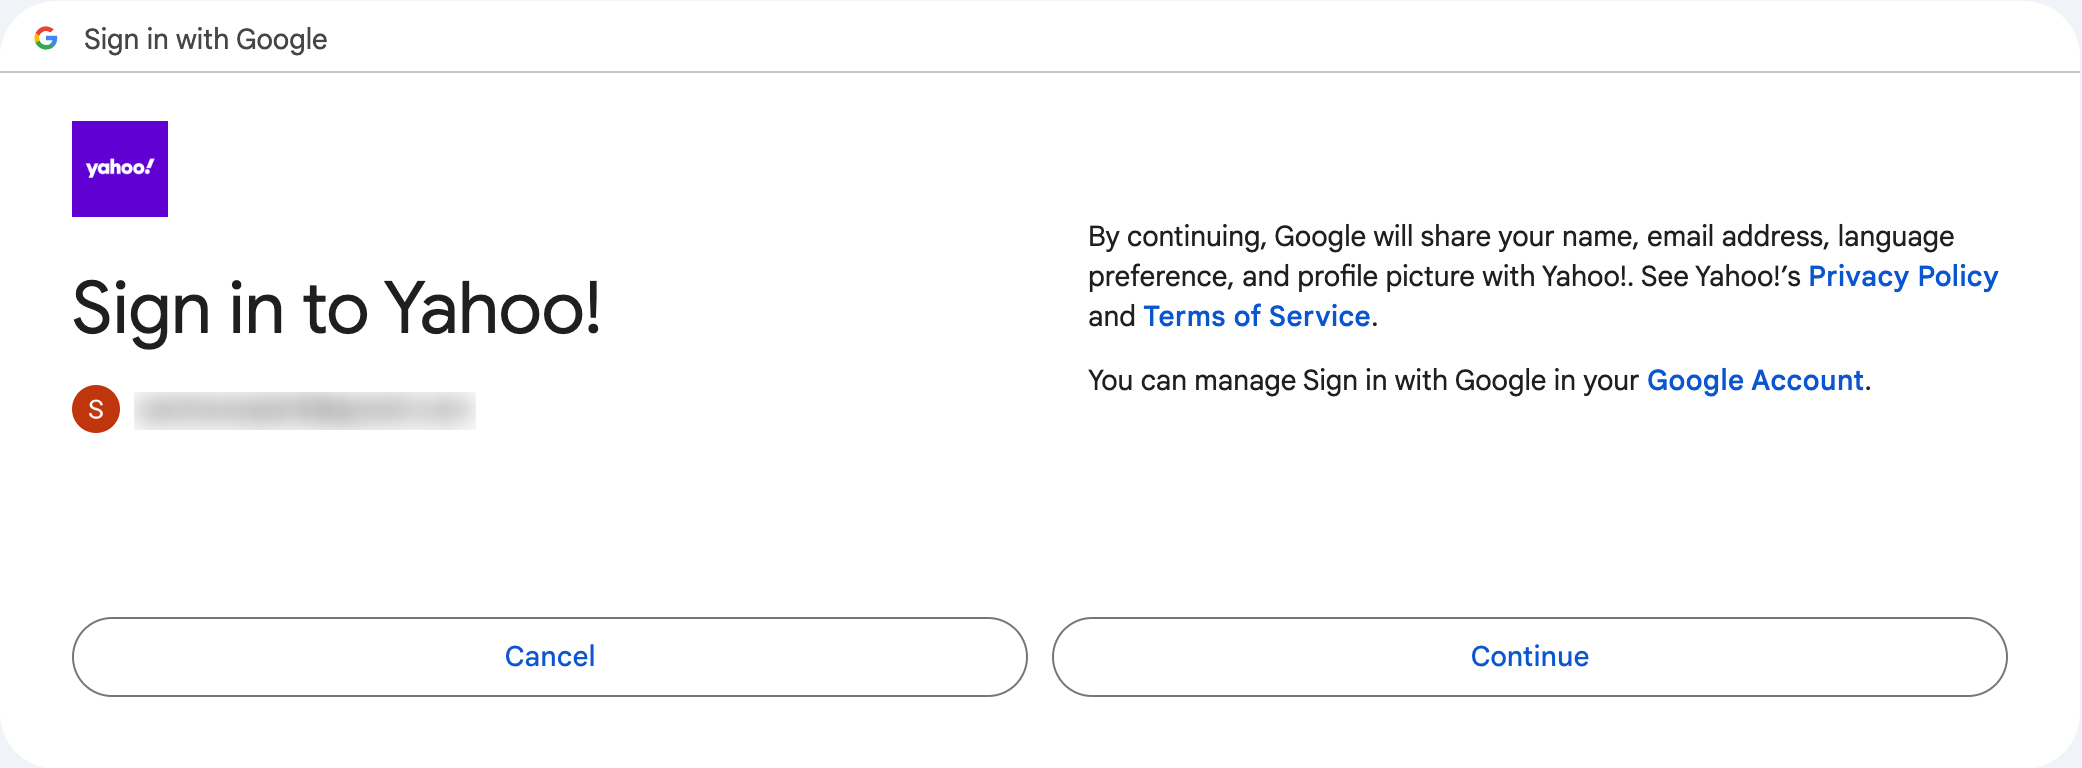 Sign in with Google
yahoo!
Sign in to Yahoo!
S
By continuing, Google will share your name, email address, language
preference, and profile picture with Yahoo!. See Yahoo!’s Privacy Policy
and Terms of Service.
You can manage Sign in with Google in your Google Account.
Cancel
Continue